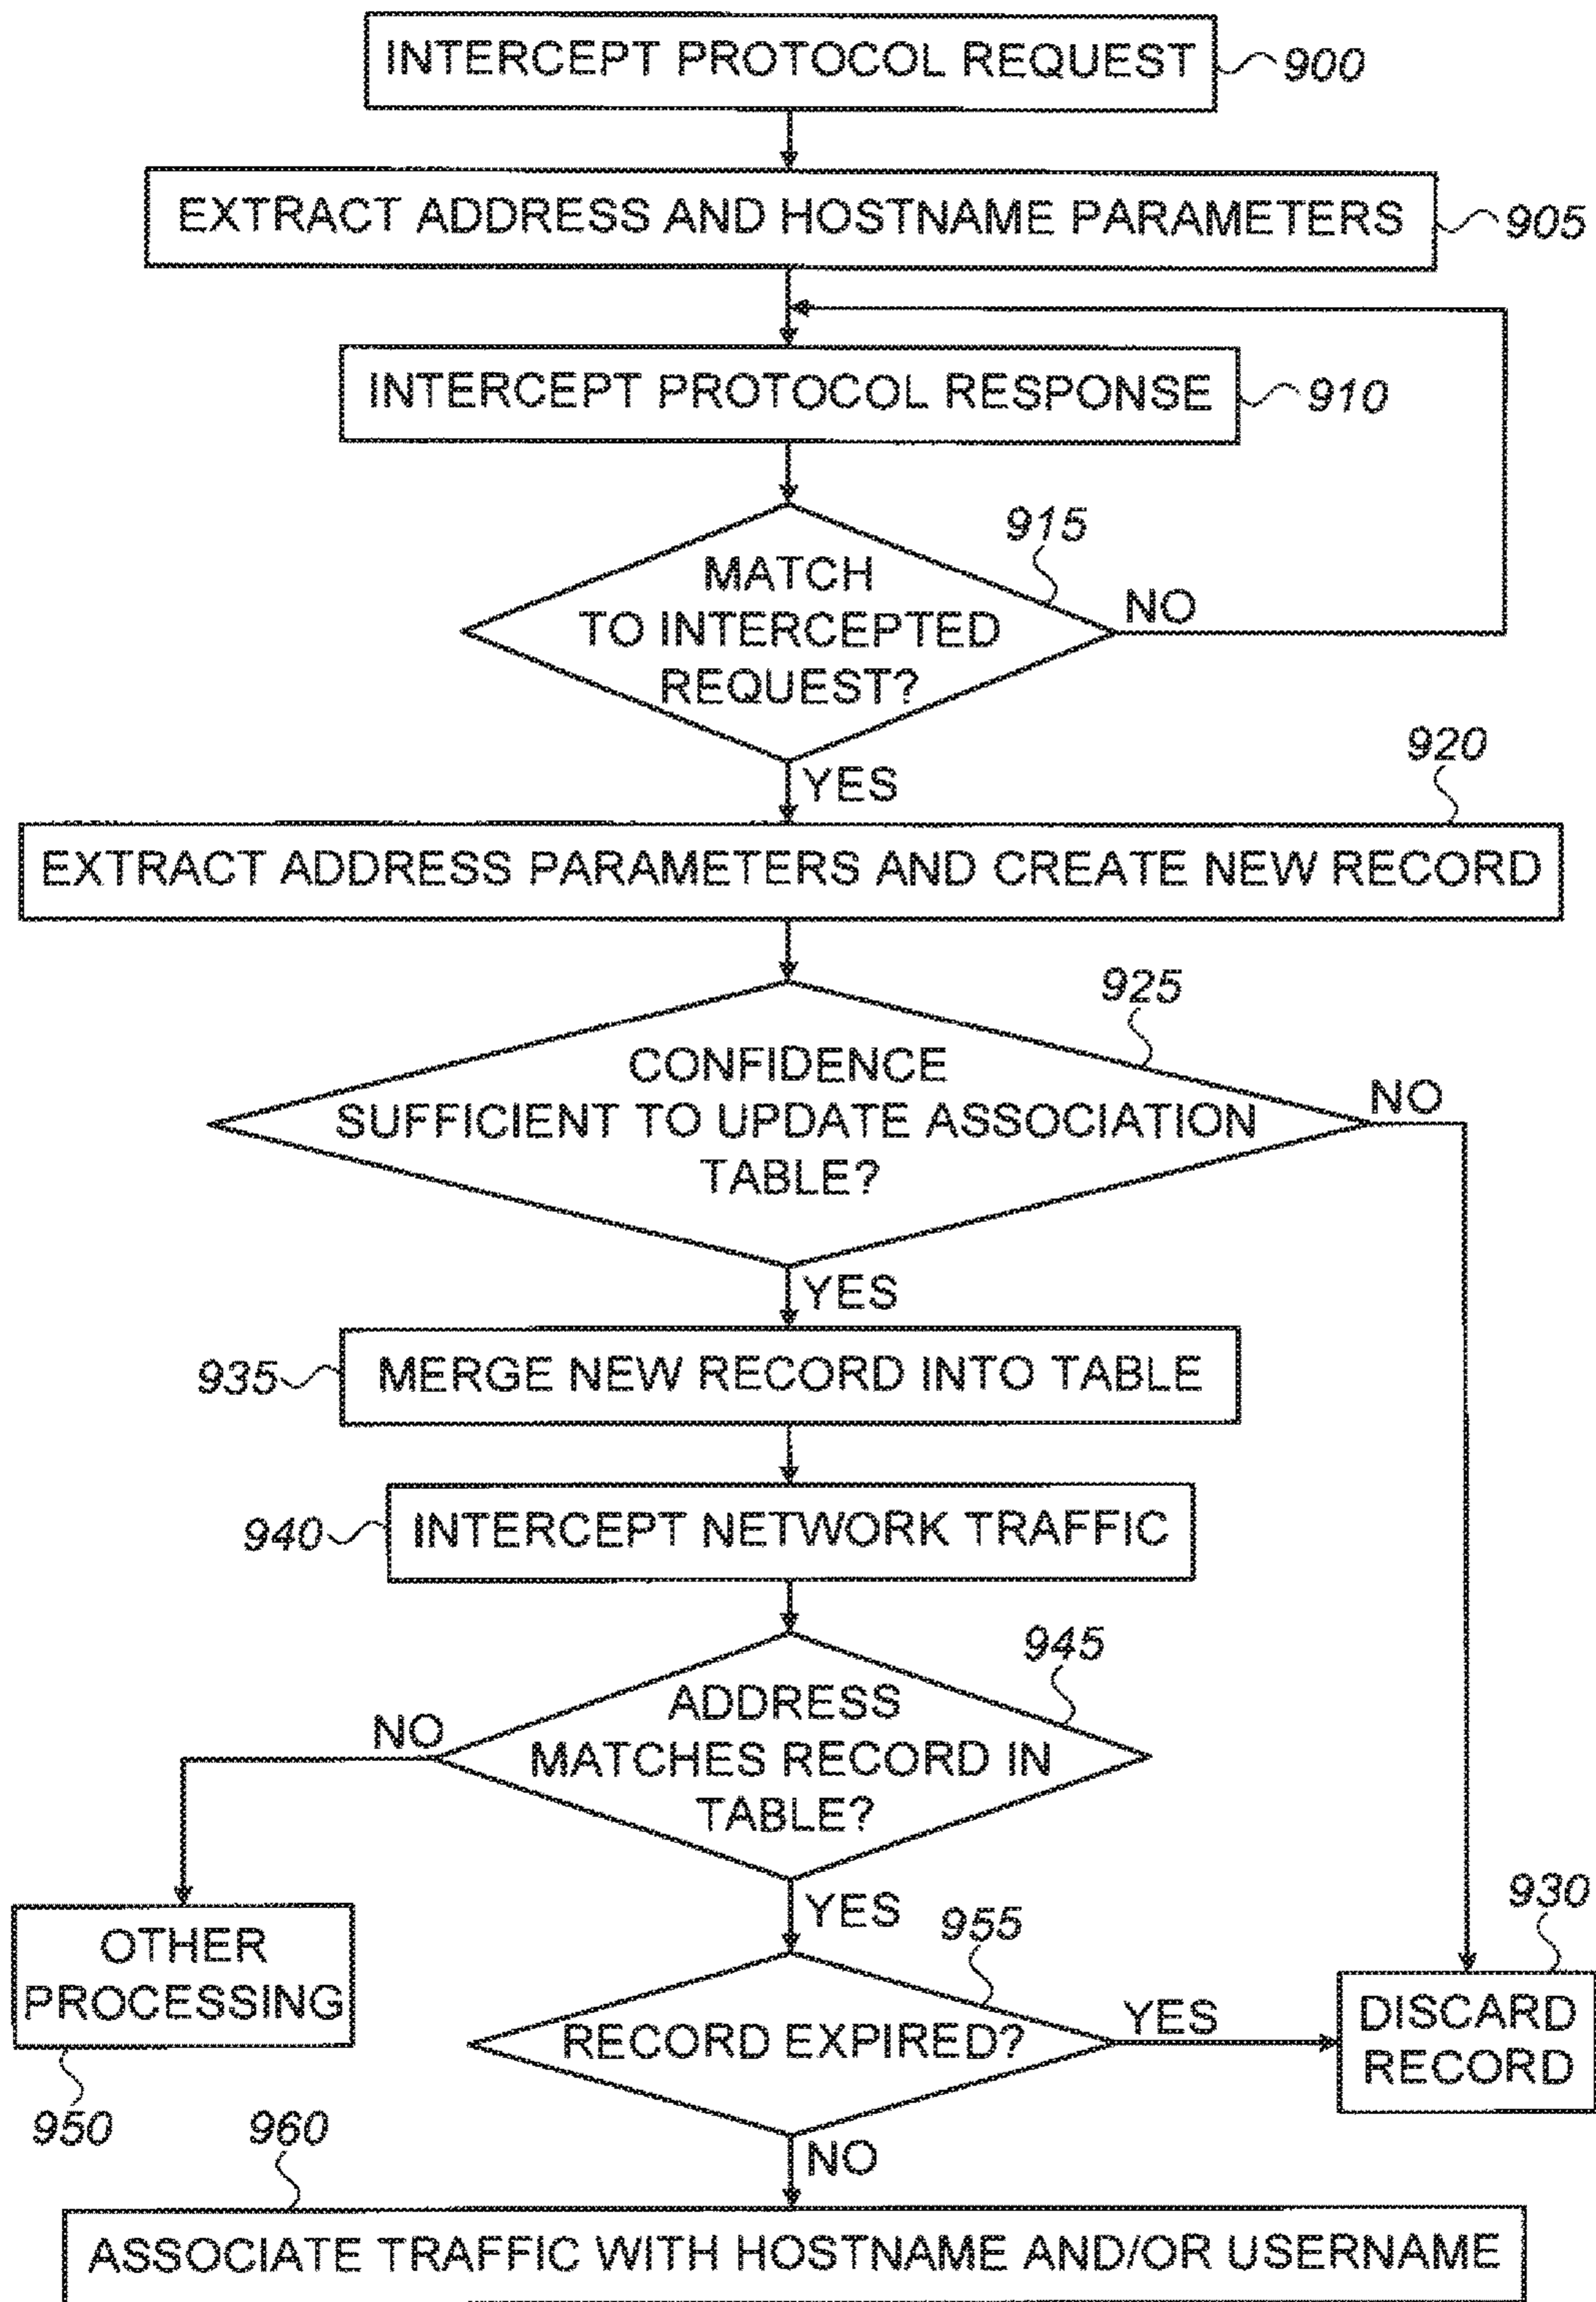 INTERCEPT PROTOCOL REQUEST 900
EXTRACT ADDRESS AND HOSTNAME PARAMETERS 905
INTERCEPT PROTOCOL RESPONSE 910
915
MATCH
TO INTERCEPTED
REQUEST?
NO
YES
920
EXTRACT ADDRESS PARAMETERS AND CREATE NEW RECORD
925
CONFIDENCE
SUFFICIENT TO UPDATE ASSOCIATION
TABLE?
NO
YES
935 MERGE NEW RECORD INTO TABLE
940 INTERCEPT NETWORK TRAFFIC
945
ADDRESS
MATCHES RECORD IN
TABLE?
NO
YES
OTHER
PROCESSING
950
955
RECORD EXPIRED?
YES
930
DISCARD
RECORD
NO
960
ASSOCIATE TRAFFIC WITH HOSTNAME AND/OR USERNAME